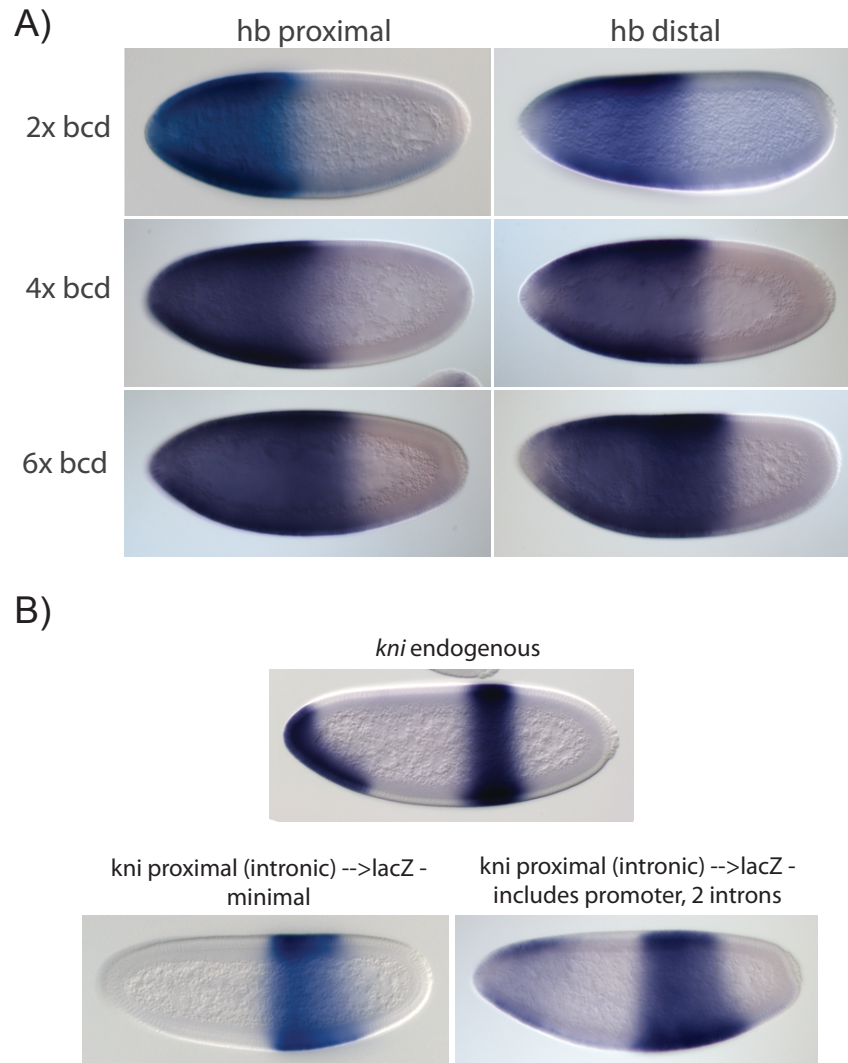 A)
hb proximal
hb distal
2x bcd
4x bcd
6x bcd
B)
kni endogenous
kni proximal (intronic) -->lacZ -
minimal
kni proximal (intronic) -->lacZ -
includes promoter, 2 introns